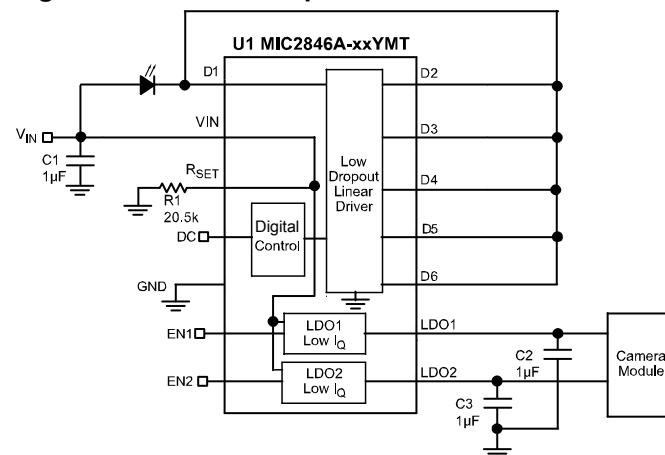 U1 MIC2846A-xxYMT
D1
D2
VIN
D3
VIN
C1
1µF
RSET
Low
Dropout
Linear
Driver
D4
R1
20.5k
Digital
Control
DC
D5
GND
D6
EN1
LDO1
Low IQ
LDO1
C2
1µF
Camera
Module
EN2
LDO2
Low IQ
LDO2
C3
1µF